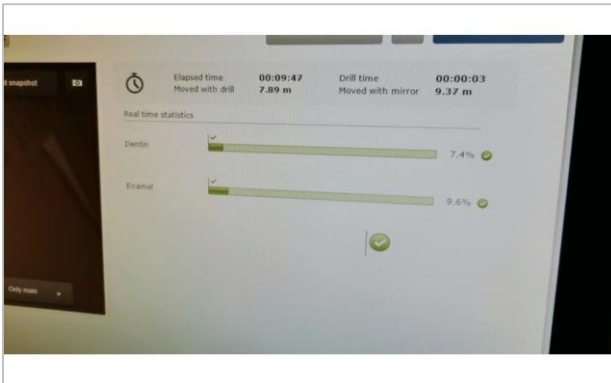 snapshot
Elapsed time 00:09:47 Drill time 00:00:03
Moved with drill 7.89 m Moved with mirror 9.37 m
Real time statistics
Dentin 7.4%
Enamel 9.6%
Only main